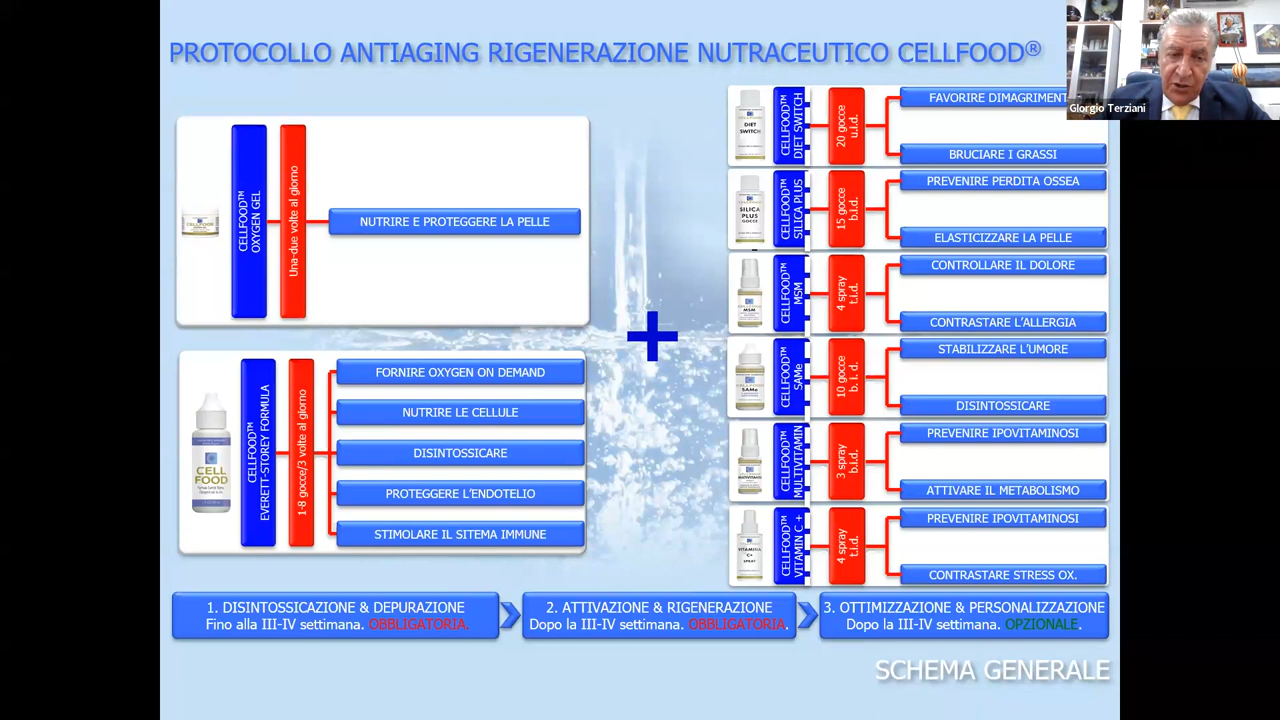 PROTOCOLLO ANTIAGING RIGENERAZIONE NUTRACEUTICO CELLFOOD®
Giorgio Terziani
CELLFOOD™
OXYGEN GEL
Una-due volte al giorno
NUTRIRE E PROTEGGERE LA PELLE
CELL
FOOD
CELLFOOD™
EVERETT-STOREY FORMULA
1-8 gocce/3 volte al giorno
FORNIRE OXYGEN ON DEMAND
NUTRIRE LE CELLULE
DISINTOSSICARE
PROTEGGERE L'ENDOTELIO
STIMOLARE IL SITEMA IMMUNE
+
DIET
SWITCH
CELLFOOD™
DIET SWITCH
20 gocce
u.i.d.
FAVORIRE DIMAGRIMENT
BRUCIARE I GRASSI
SILICA
PLUS
GOCCE
CELLFOOD™
SILICA PLUS
15 gocce
b.i.d.
PREVENIRE PERDITA OSSEA
ELASTICIZZARE LA PELLE
MSM
CELLFOOD™
MSM
4 spray
t.i.d.
CONTROLLARE IL DOLORE
CONTRASTARE L'ALLERGIA
SAMe
CELLFOOD™
SAMe
10 gocce
b. i. d.
STABILIZZARE L'UMORE
DISINTOSSICARE
CELLFOOD™
MULTIVITAMIN
3 spray
b.i.d.
PREVENIRE IPOVITAMINOSI
ATTIVARE IL METABOLISMO
VITAMINA
C+
SPRAY
CELLFOOD™
VITAMIN C +
4 spray
t.i.d.
PREVENIRE IPOVITAMINOSI
CONTRASTARE STRESS OX.
1. DISINTOSSICAZIONE & DEPURAZIONE
Fino alla III-IV settimana. OBBLIGATORIA.
2. ATTIVAZIONE & RIGENERAZIONE
Dopo la III-IV settimana. OBBLIGATORIA.
3. OTTIMIZZAZIONE & PERSONALIZZAZIONE
Dopo la III-IV settimana. OPZIONALE.
SCHEMA GENERALE